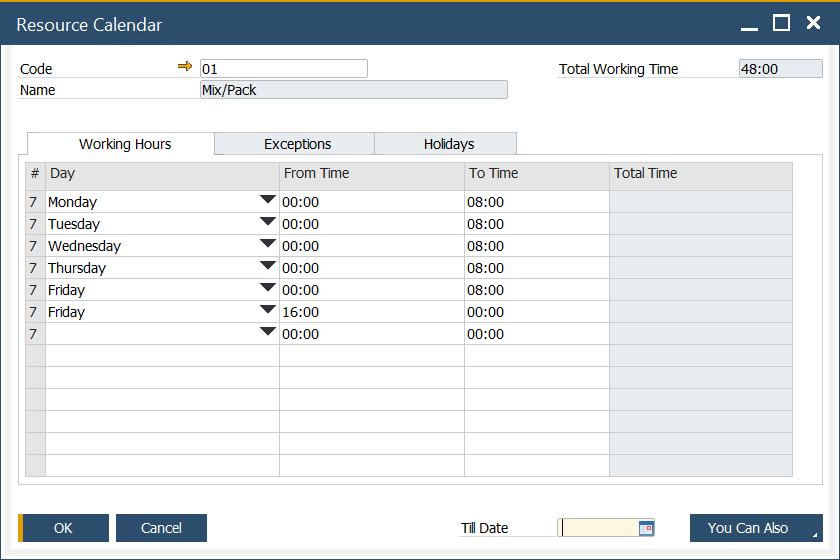 Resource Calendar
Code 01 Total Working Time 48:00
Name Mix/Pack
Working Hours Exceptions Holidays
# Day From Time To Time Total Time
7 Monday 00:00 08:00
7 Tuesday 00:00 08:00
7 Wednesday 00:00 08:00
7 Thursday 00:00 08:00
7 Friday 00:00 08:00
7 Friday 16:00 00:00
7 00:00 00:00
OK Cancel Till Date You Can Also